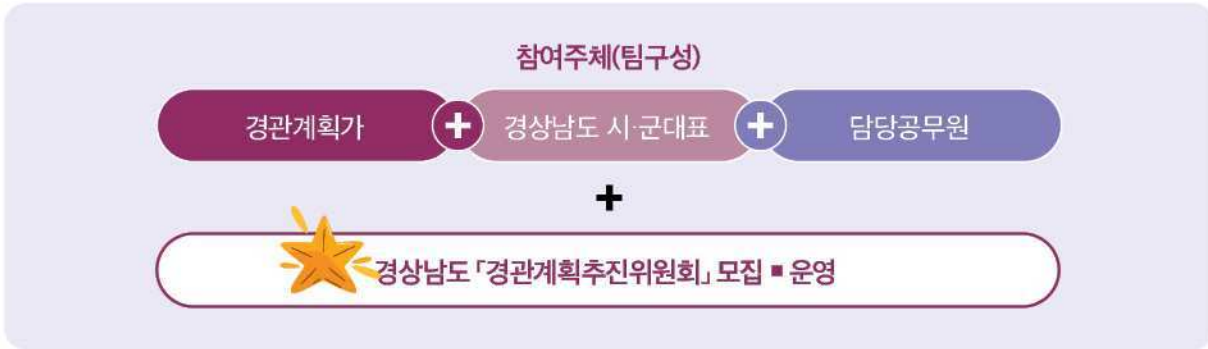 참여주체(팀구성)
경관계획가 + 경상남도 시·군대표 + 담당공무원
+
경상남도 「경관계획추진위원회」 모집 ▪ 운영